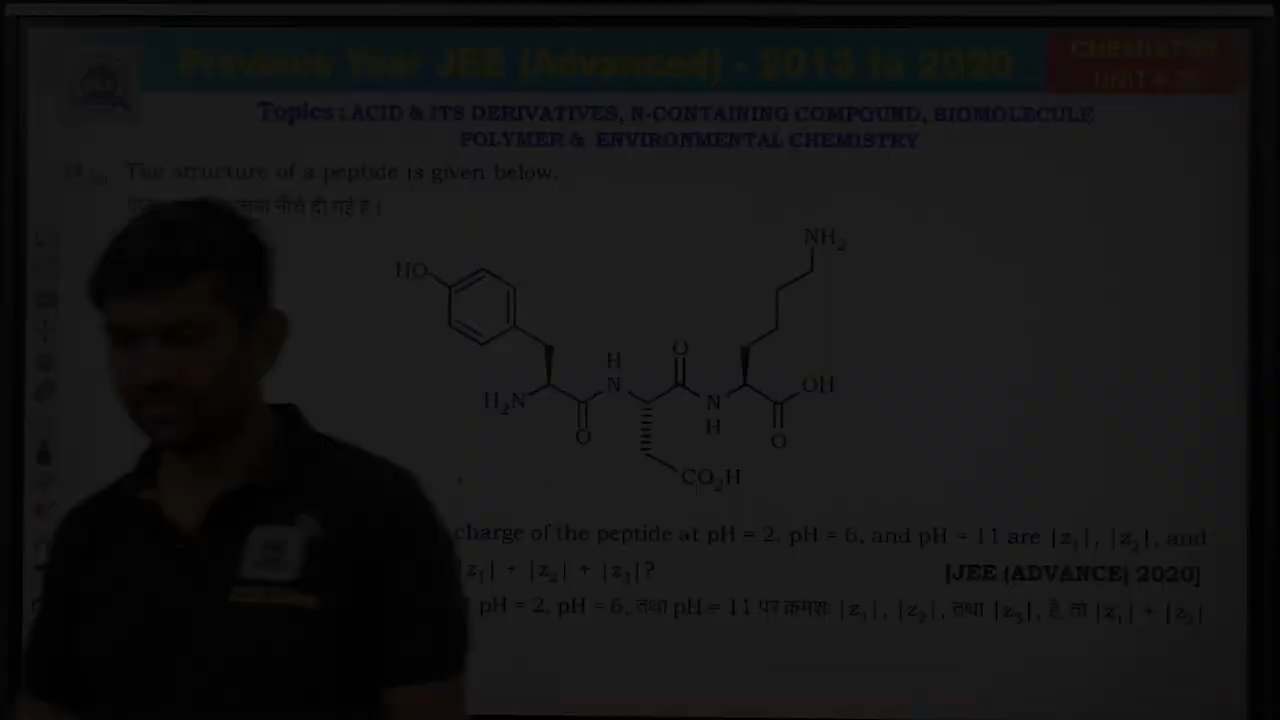 Previous Year JEE (Advanced) - 2013 to 2020
CHEMISTRY
UNIT #
Topics : ACID & ITS DERIVATIVES, N-CONTAINING COMPOUND, BIOMOLECULE
POLYMER & ENVIRONMENTAL CHEMISTRY
The structure of a peptide is given below.
नीचे दी गई है।
NH₂
HO
H
N
O
H₂N
O
N
H
OH
O
CO₂H
charge of the peptide at pH = 2, pH = 6, and pH = 11 are |z₁|, |z₂|, and
z₁| + |z₂| + |z₃|?
[JEE (ADVANCE) 2020]
pH = 2, pH = 6, तथा pH = 11 पर क्रमशः |z₁|, |z₂|, तथा |z₃|, है, तो |z₁| + |z₂|